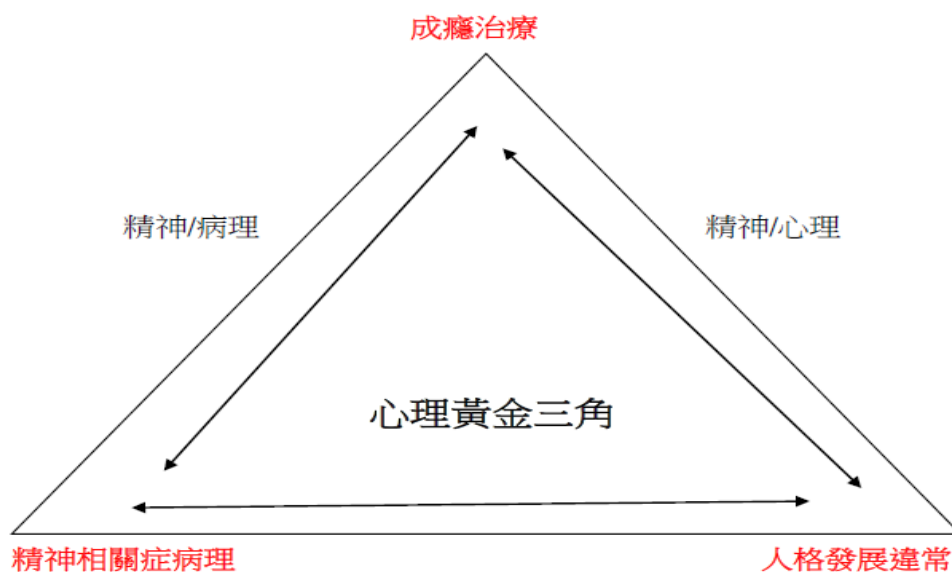 成癮治療
精神/病理
精神/心理
心理黃金三角
精神相關症病理
人格發展違常